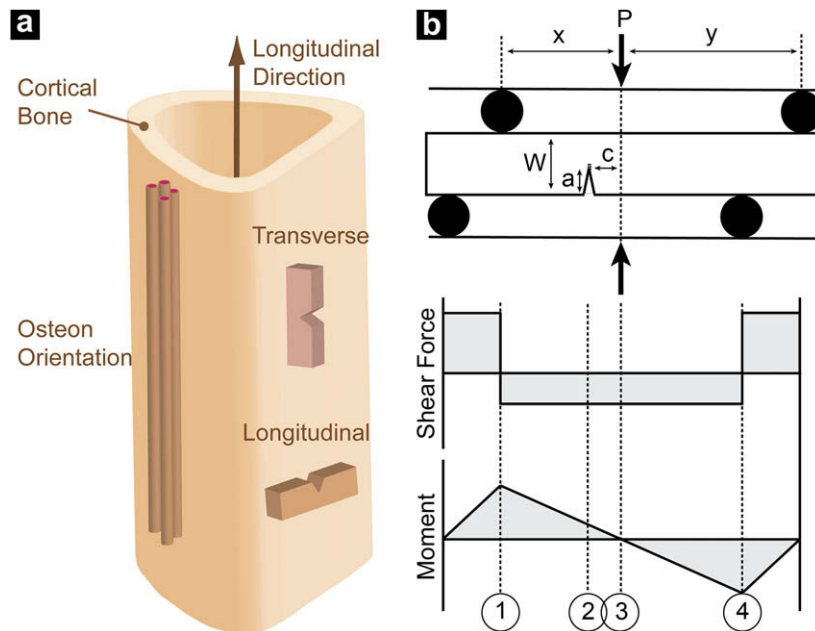 a
Longitudinal
Direction
Cortical
Bone
Transverse
Osteon
Orientation
Longitudinal
b
P
x
y
W
c
a
Shear Force
Moment
1
2
3
4